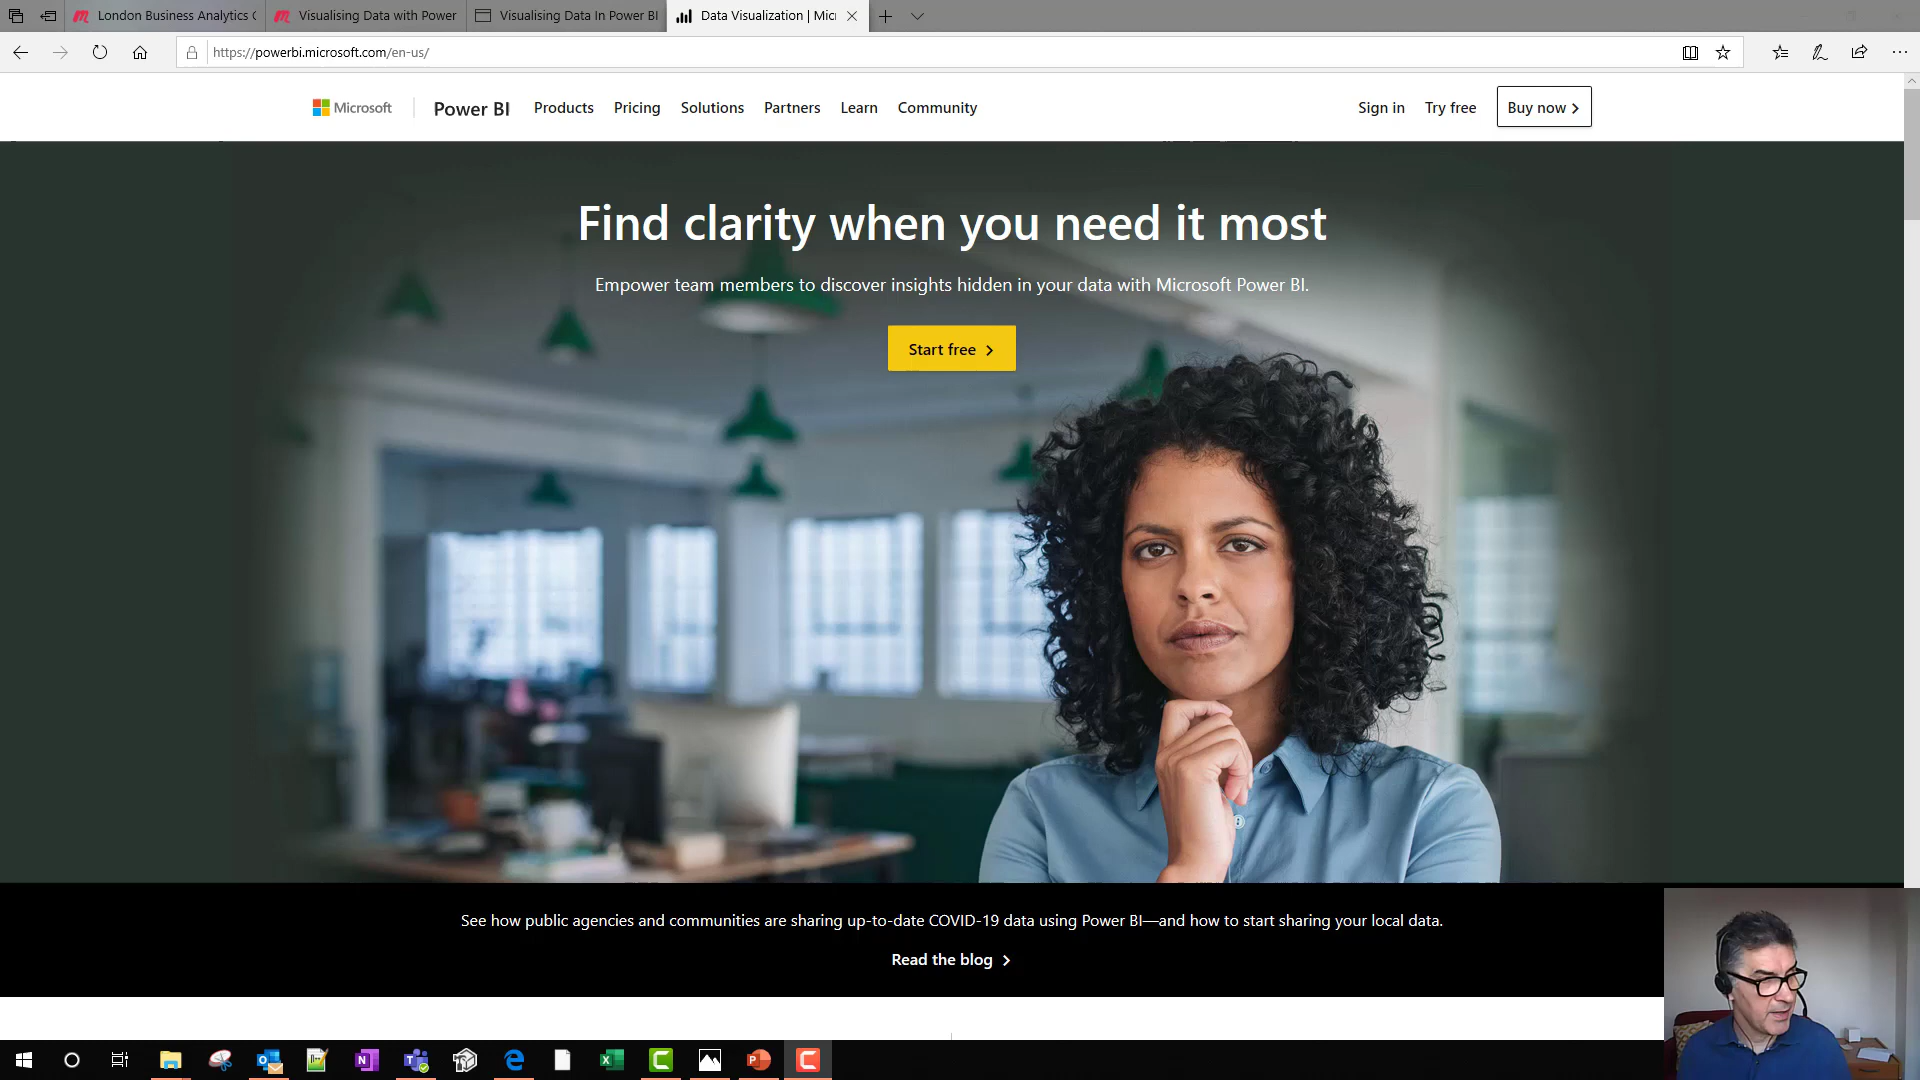 London Business Analytics
Visualising Data with Power
Visualising Data In Power BI
Data Visualization | Mic
https://powerbi.microsoft.com/en-us/
Microsoft
Power BI
Products
Pricing
Solutions
Partners
Learn
Community
Sign in
Try free
Buy now
Find clarity when you need it most
Empower team members to discover insights hidden in your data with Microsoft Power BI.
Start free
See how public agencies and communities are sharing up-to-date COVID-19 data using Power BI—and how to start sharing your local data.
Read the blog